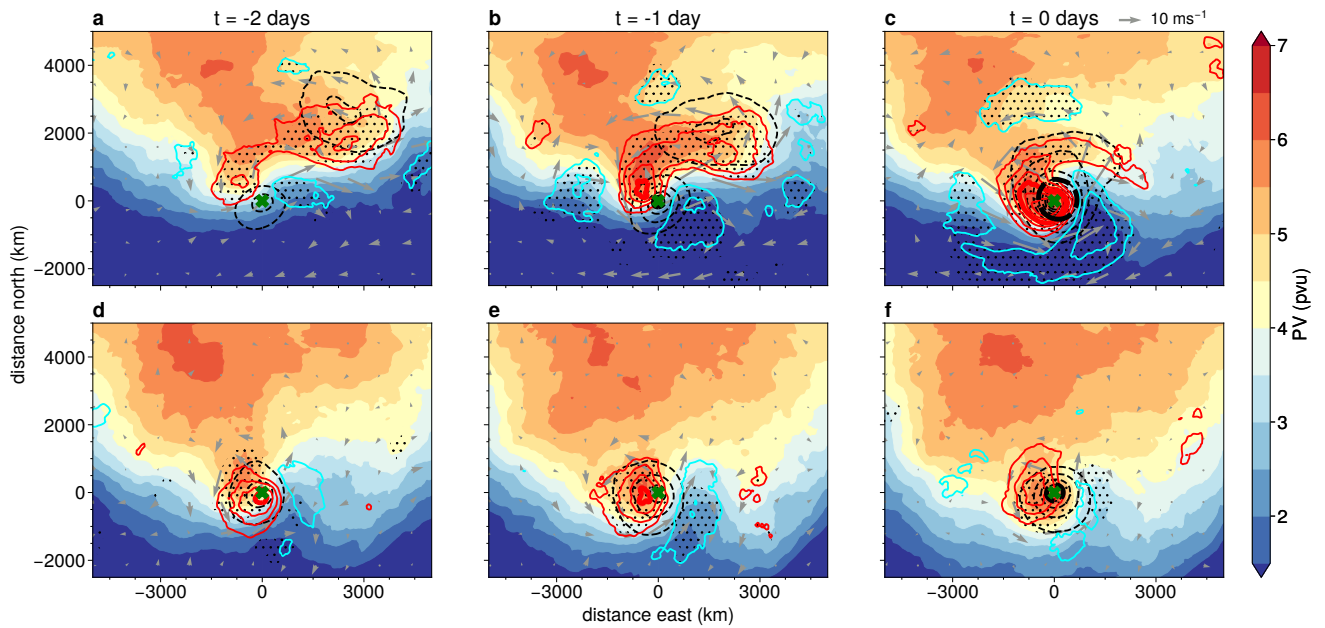 a t = -2 days
b t = -1 day
c t = 0 days 10 ms⁻¹
4000
2000
0
−2000
distance north (km)
d
e
f
4000
2000
0
−2000
−3000 0 3000
−3000 0 3000
−3000 0 3000
distance east (km)
7
6
5
4
3
2
PV (pvu)